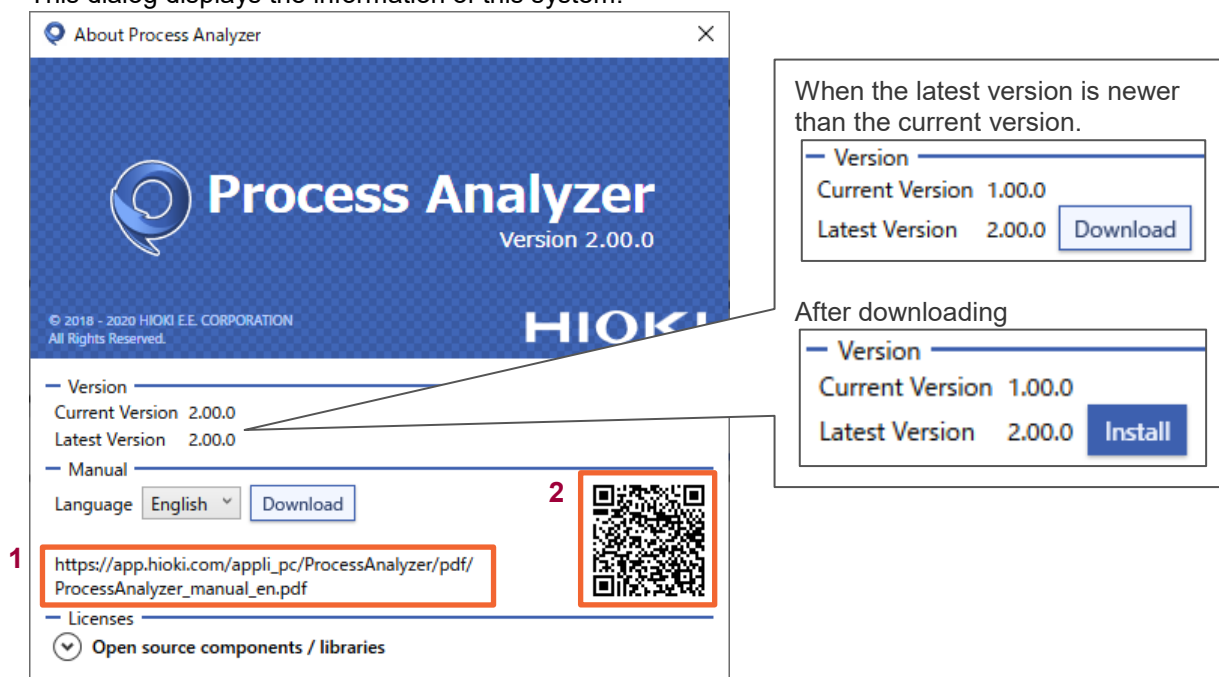 This dialog displays the information of this system.
About Process Analyzer
Process Analyzer
Version 2.00.0
© 2018 - 2020 HIOKI E.E. CORPORATION
All Rights Reserved.
HIOKI
Version
Current Version 2.00.0
Latest Version 2.00.0
Manual
Language English Download
2
1
https://app.hioki.com/appli_pc/ProcessAnalyzer/pdf/
ProcessAnalyzer_manual_en.pdf
Licenses
Open source components / libraries
When the latest version is newer
than the current version.
Version
Current Version 1.00.0
Latest Version 2.00.0 Download
After downloading
Version
Current Version 1.00.0
Latest Version 2.00.0 Install